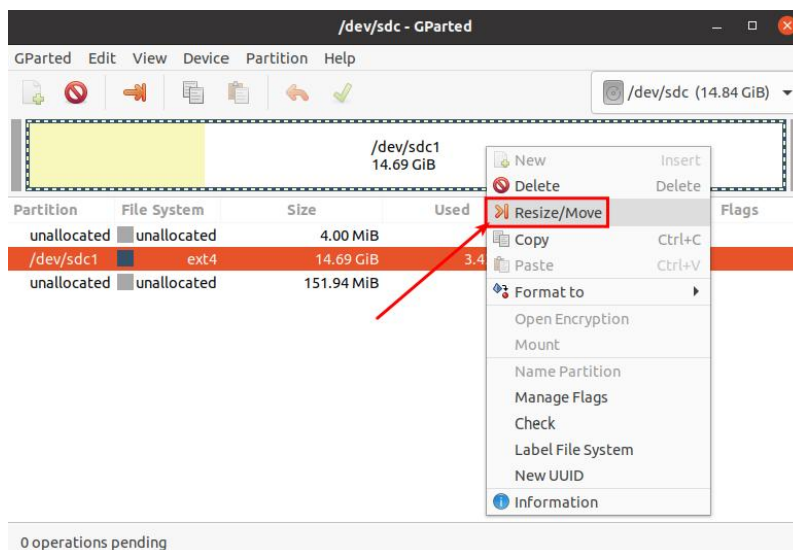 /dev/sdc - GParted
GParted Edit View Device Partition Help
/dev/sdc (14.84 GiB)
/dev/sdc1
14.69 GiB
Partition File System Size Used Flags
unallocated unallocated 4.00 MiB
/dev/sdc1 ext4 14.69 GiB 3.4
unallocated unallocated 151.94 MiB
New Insert
Delete Delete
Resize/Move
Copy Ctrl+C
Paste Ctrl+V
Format to
Open Encryption
Mount
Name Partition
Manage Flags
Check
Label File System
New UUID
Information
0 operations pending